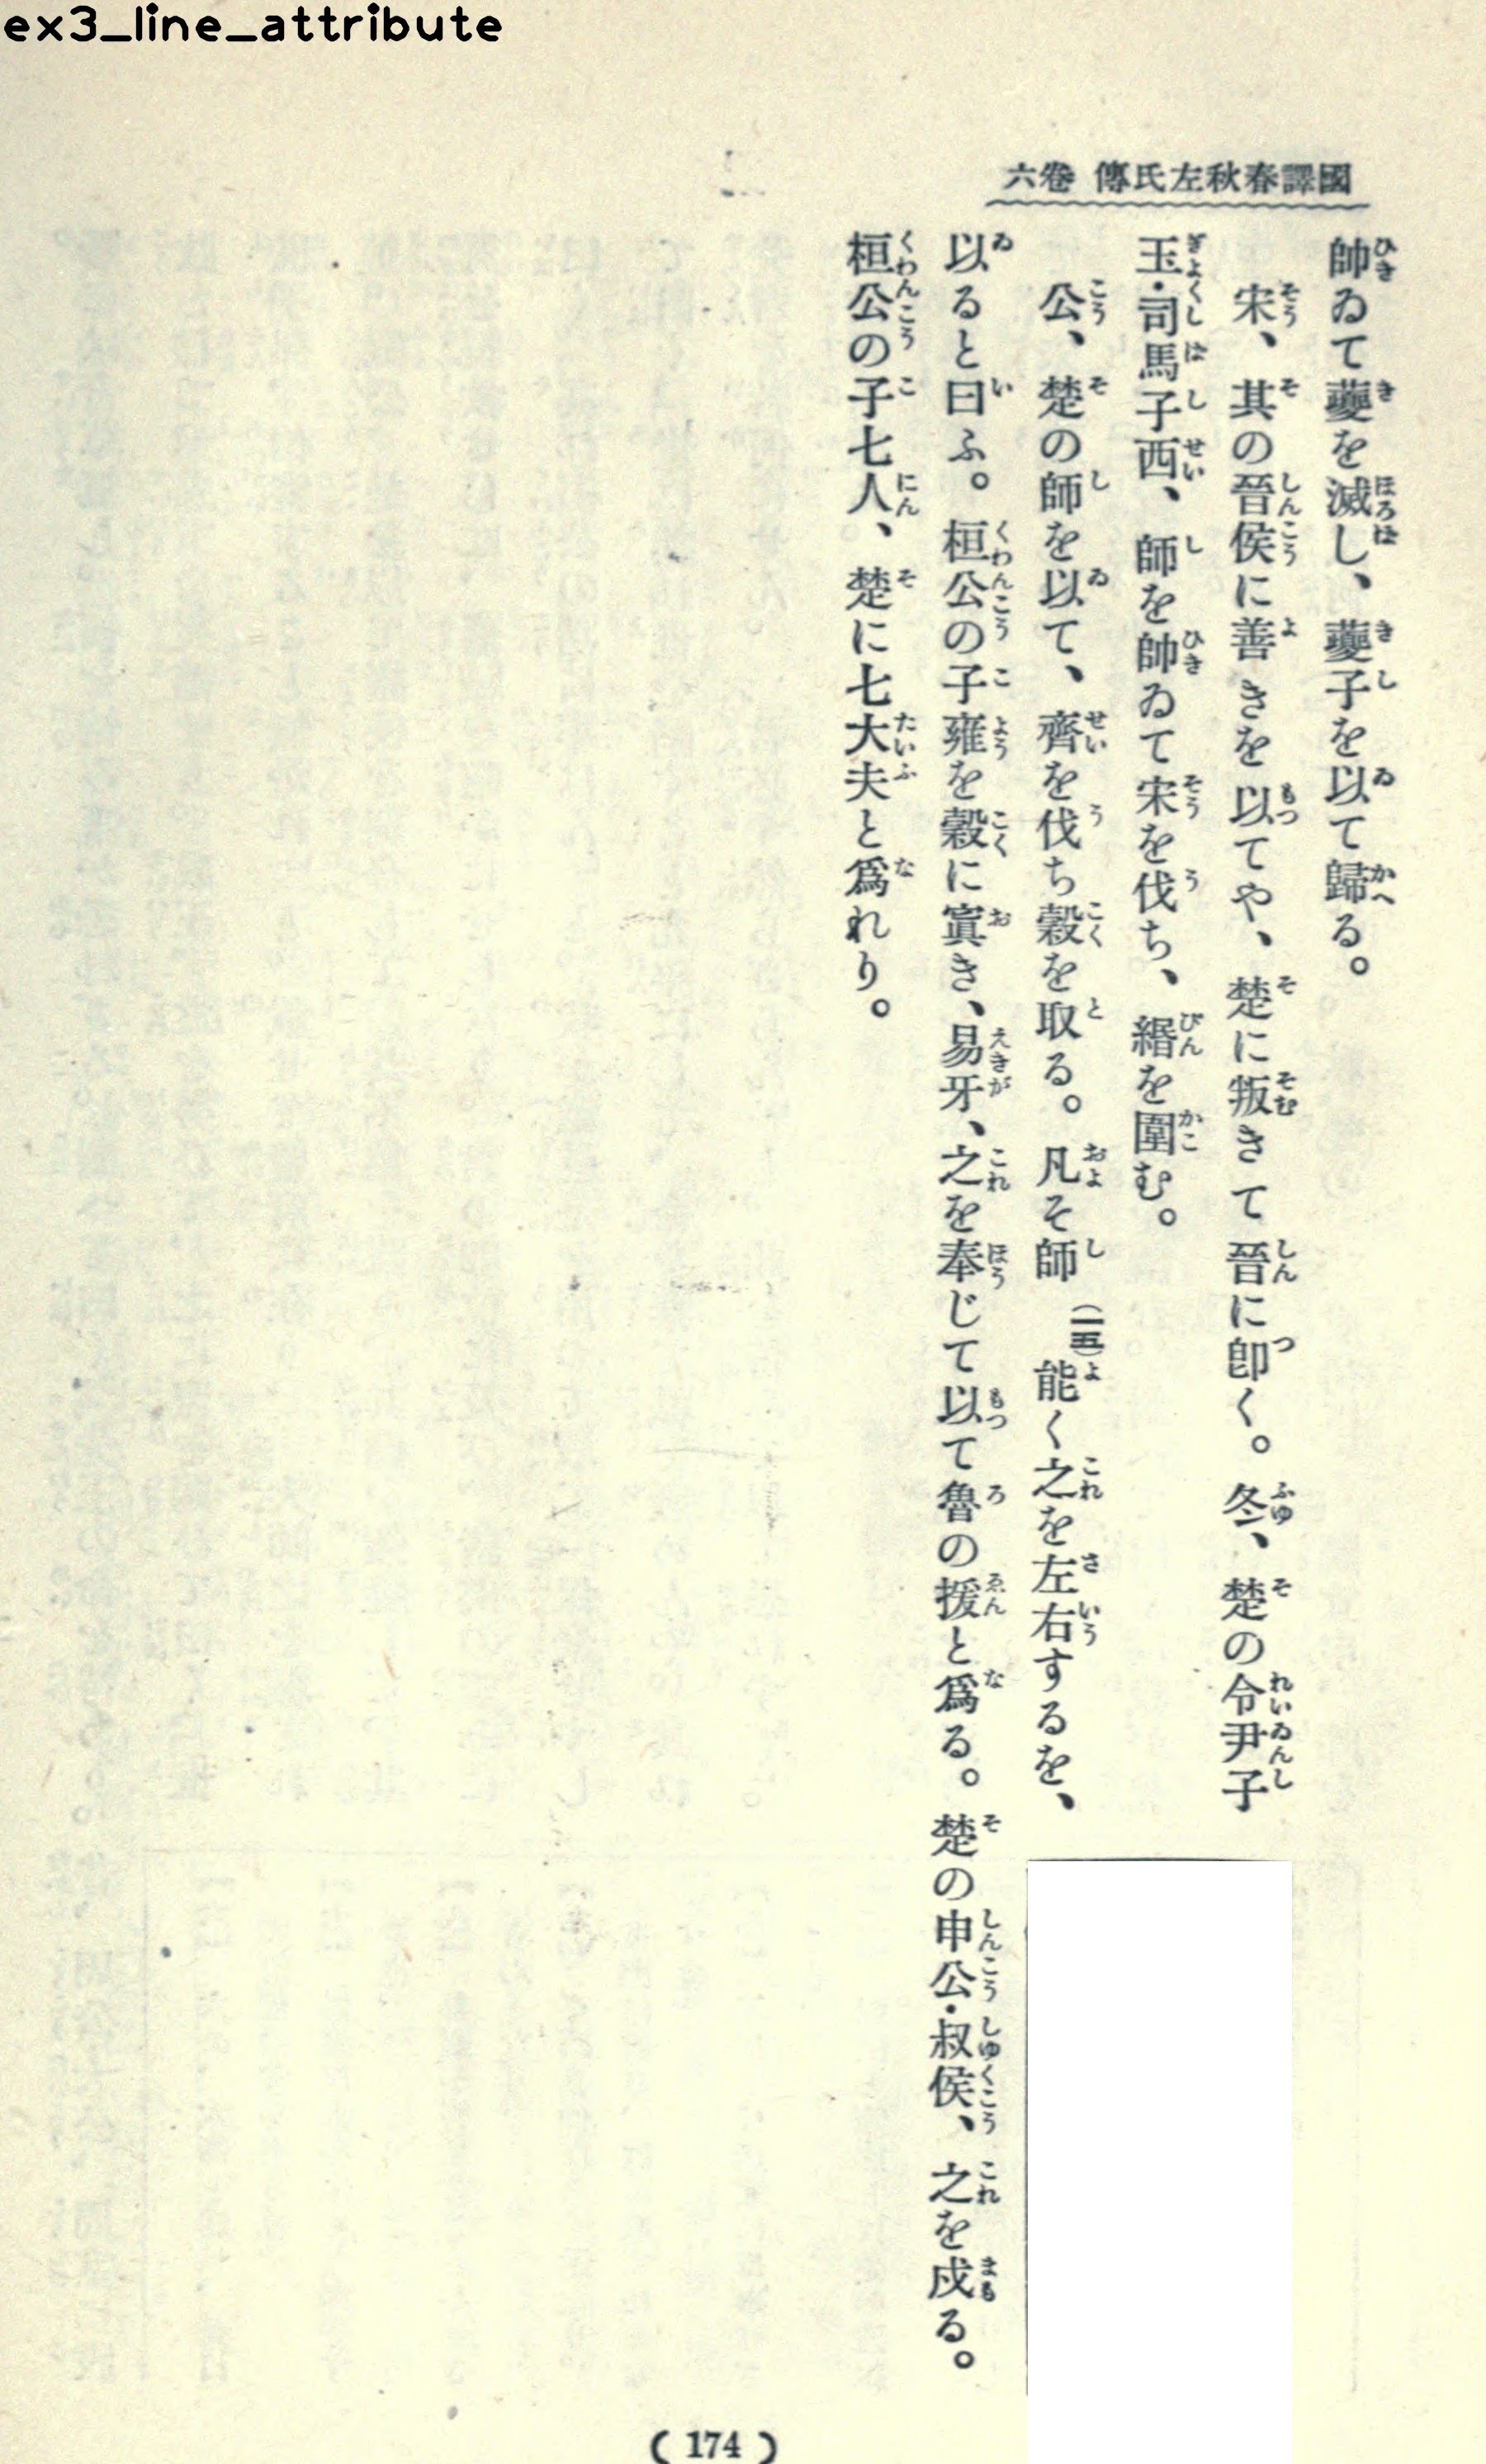 ex3_line_attribute
國譯春秋左氏傳 卷六
帥ゐて夔を滅し、夔子を以て歸る。
宋、其の晉侯に善きを以てや、楚に叛きて晉に卽く。冬、楚の令尹子
玉・司馬子西、師を帥ゐて宋を伐ち、緡を圍む。
公、楚の師を以て、齊を伐ち穀を取る。凡そ師(二五)能く之を左右するを、
以ると曰ふ。桓公の子雍を穀に寘き、易牙、之を奉じて以て魯の援と爲る。楚の申公・叔侯、之を戍る。
桓公の子七人、楚に七大夫と爲れり。
(174)